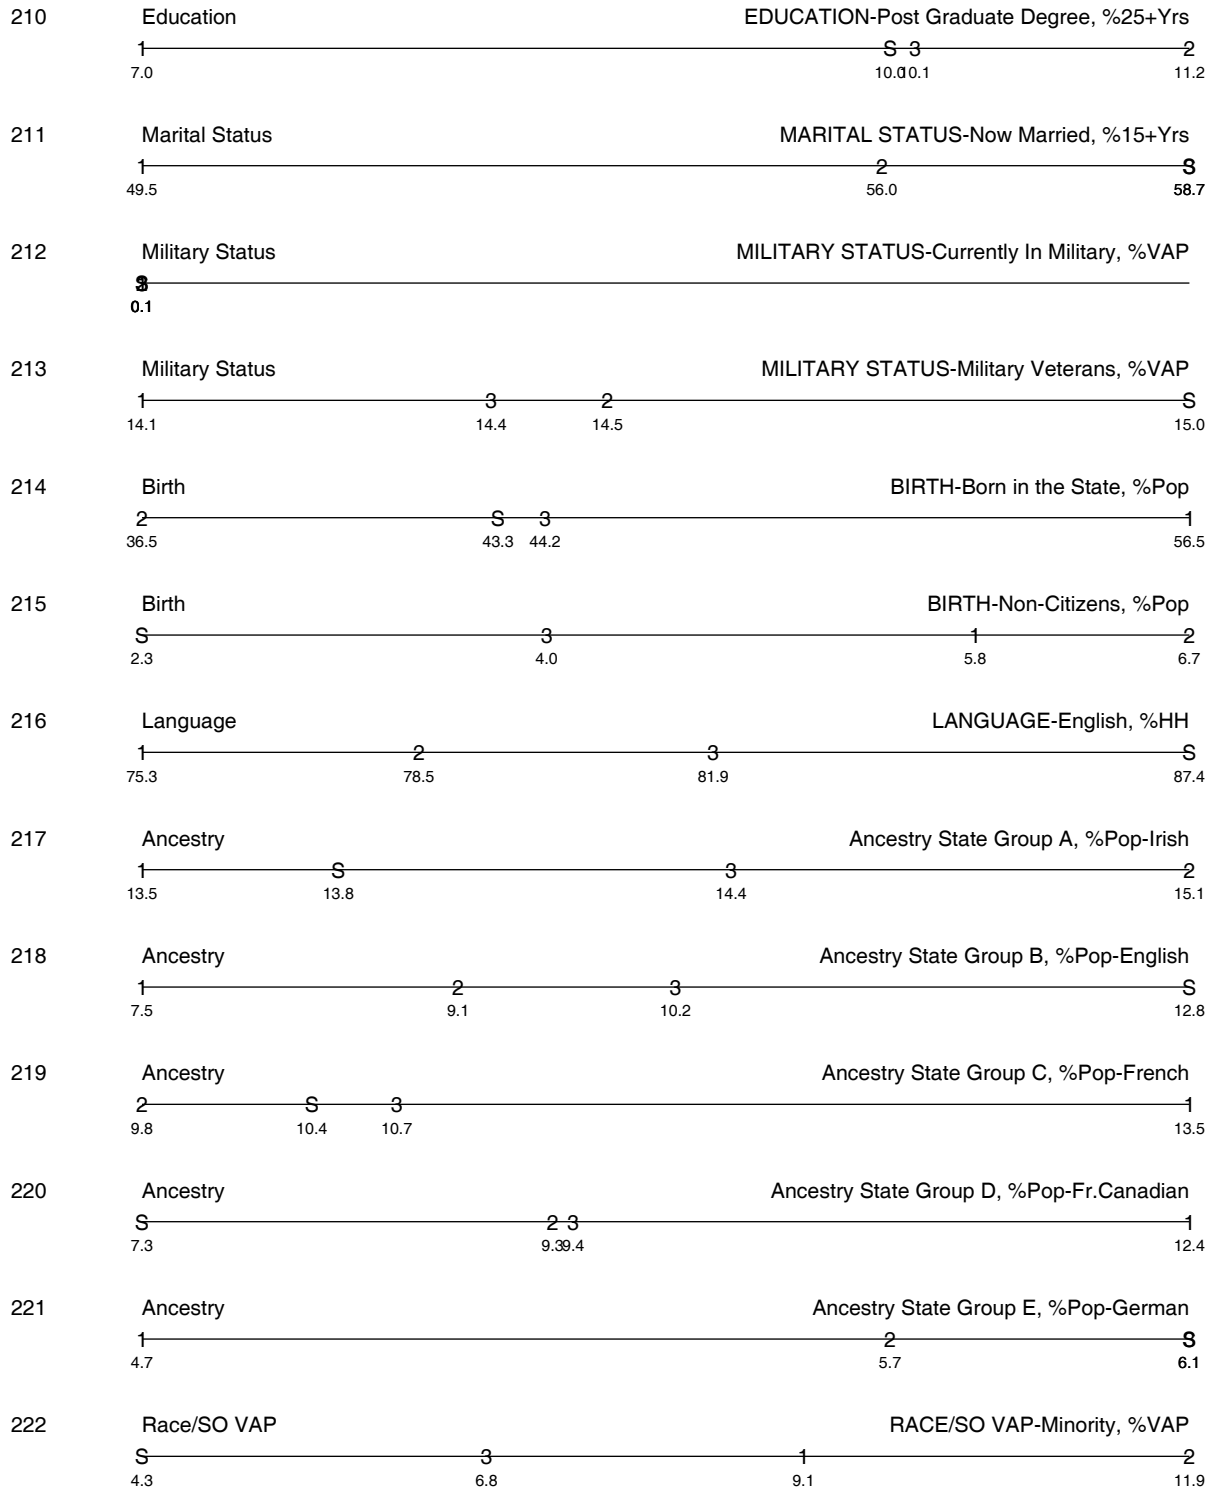 210 Education EDUCATION-Post Graduate Degree, %25+Yrs
1 S 3 2
7.0 10.0 10.1 11.2
211 Marital Status MARITAL STATUS-Now Married, %15+Yrs
1 2 3 S
49.5 56.0 58.7
212 Military Status MILITARY STATUS-Currently In Military, %VAP
0.1
213 Military Status MILITARY STATUS-Military Veterans, %VAP
1 3 2 S
14.1 14.4 14.5 15.0
214 Birth BIRTH-Born in the State, %Pop
2 S 3 1
36.5 43.3 44.2 56.5
215 Birth BIRTH-Non-Citizens, %Pop
S 3 1 2
2.3 4.0 5.8 6.7
216 Language LANGUAGE-English, %HH
1 2 3 S
75.3 78.5 81.9 87.4
217 Ancestry Ancestry State Group A, %Pop-Irish
1 S 3 2
13.5 13.8 14.4 15.1
218 Ancestry Ancestry State Group B, %Pop-English
1 2 3 S
7.5 9.1 10.2 12.8
219 Ancestry Ancestry State Group C, %Pop-French
2 S 3 1
9.8 10.4 10.7 13.5
220 Ancestry Ancestry State Group D, %Pop-Fr.Canadian
S 2 3 1
7.3 9.3 9.4 12.4
221 Ancestry Ancestry State Group E, %Pop-German
1 2 3 S
4.7 5.7 6.1
222 Race/SO VAP RACE/SO VAP-Minority, %VAP
S 3 1 2
4.3 6.8 9.1 11.9